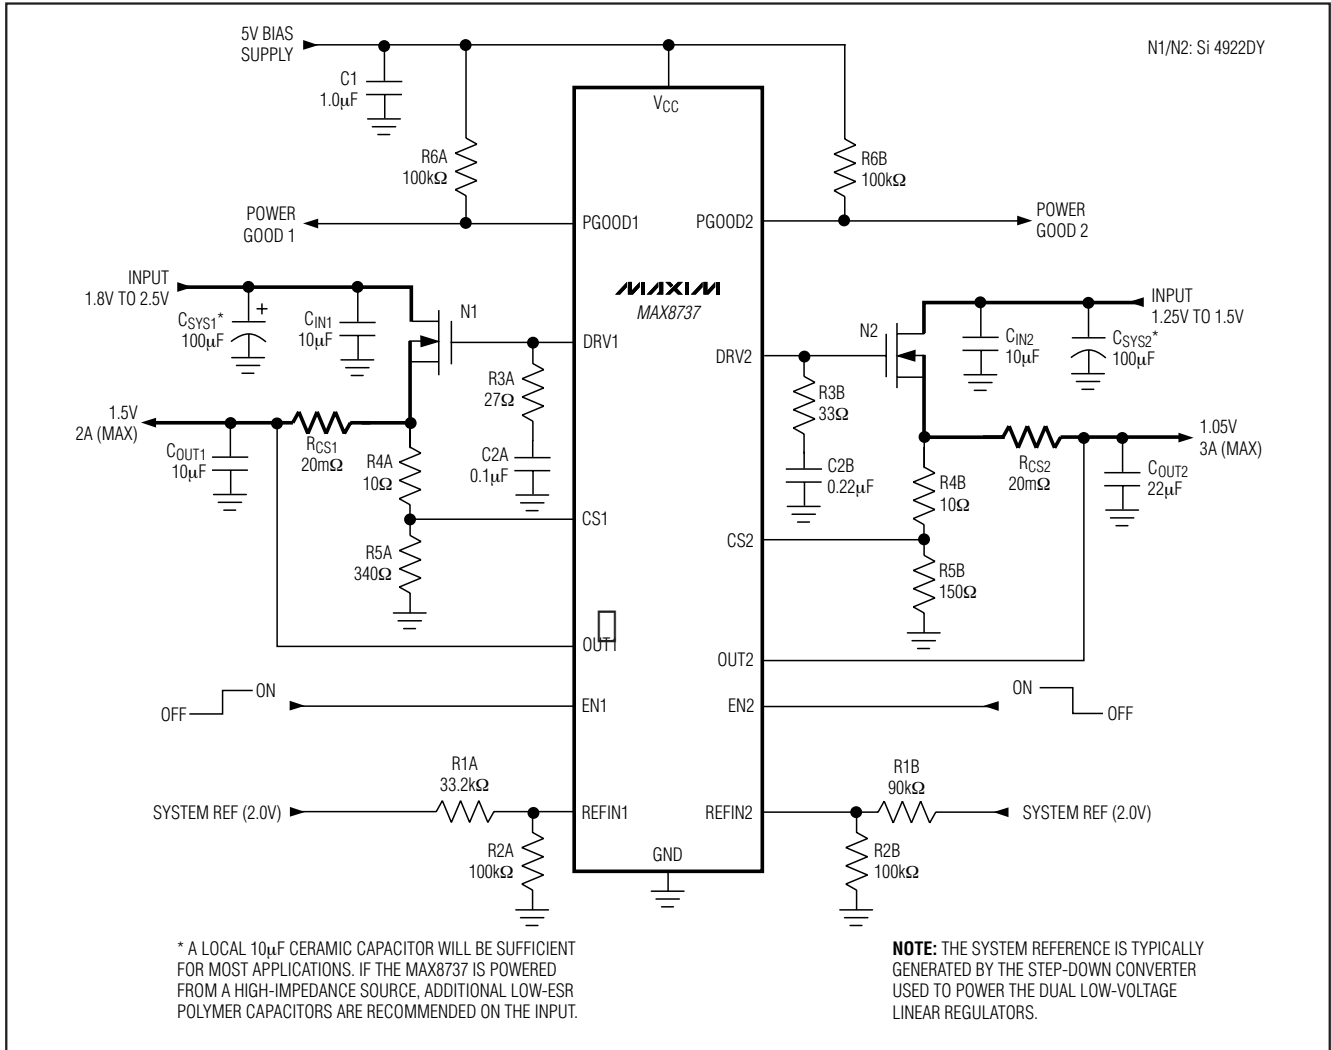 5V BIAS
SUPPLY
N1/N2: Si 4922DY
C1
1.0µF
VCC
R6A
100kΩ
R6B
100kΩ
POWER
GOOD 1
PGOOD1
PGOOD2
POWER
GOOD 2
INPUT
1.8V TO 2.5V
MAXIM
MAX8737
INPUT
1.25V TO 1.5V
CSYS1*
100µF
+
CIN1
10µF
N1
DRV1
DRV2
N2
CIN2
10µF
CSYS2*
100µF
R3A
27Ω
R3B
33Ω
1.5V
2A (MAX)
COUT1
10µF
RCS1
20mΩ
R4A
10Ω
C2A
0.1µF
C2B
0.22µF
R4B
10Ω
RCS2
20mΩ
COUT2
22µF
1.05V
3A (MAX)
CS1
CS2
R5A
340Ω
R5B
150Ω
OUT1
OUT2
OFF
ON
EN1
EN2
ON
OFF
R1A
33.2kΩ
R1B
90kΩ
SYSTEM REF (2.0V)
REFIN1
REFIN2
SYSTEM REF (2.0V)
R2A
100kΩ
GND
R2B
100kΩ
* A LOCAL 10µF CERAMIC CAPACITOR WILL BE SUFFICIENT
FOR MOST APPLICATIONS. IF THE MAX8737 IS POWERED
FROM A HIGH-IMPEDANCE SOURCE, ADDITIONAL LOW-ESR
POLYMER CAPACITORS ARE RECOMMENDED ON THE INPUT.
NOTE: THE SYSTEM REFERENCE IS TYPICALLY
GENERATED BY THE STEP-DOWN CONVERTER
USED TO POWER THE DUAL LOW-VOLTAGE
LINEAR REGULATORS.